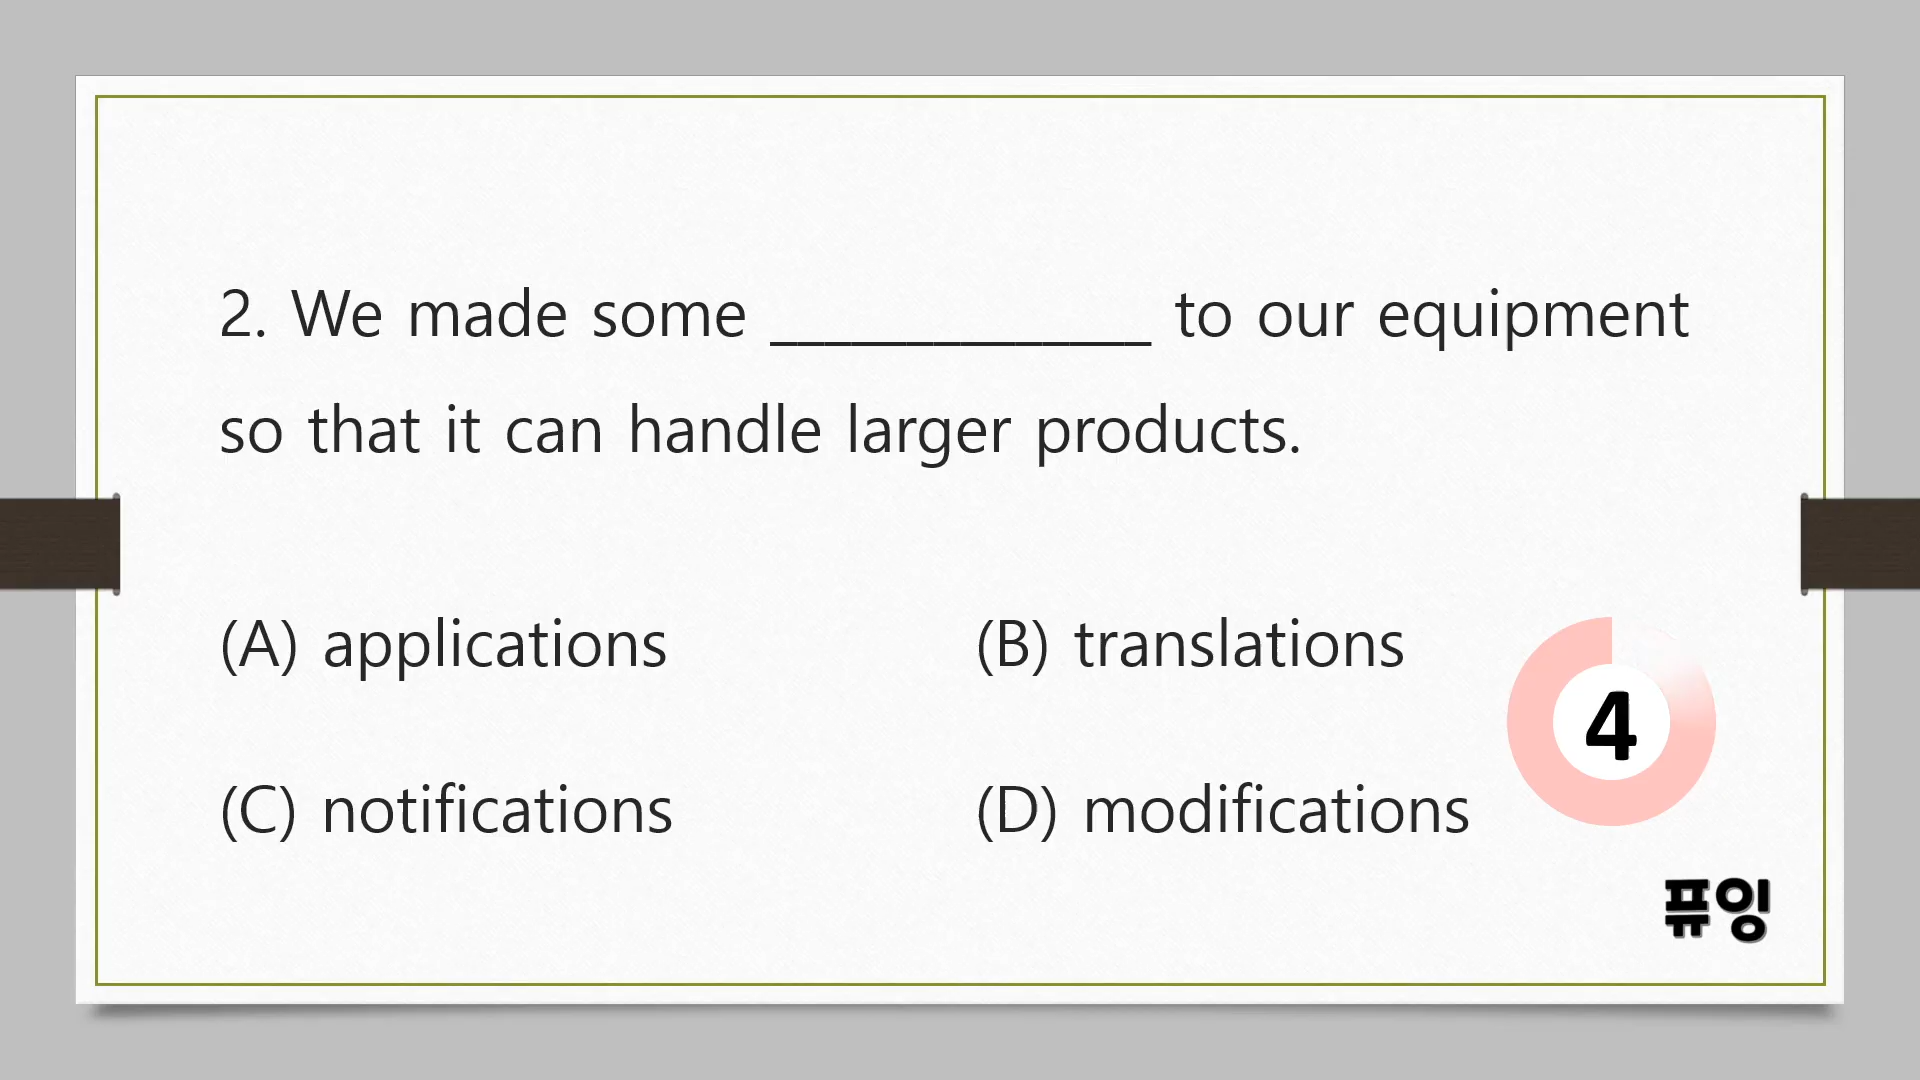 2. We made some ______________ to our equipment
so that it can handle larger products.
(A) applications
(B) translations
(C) notifications
(D) modifications
4
퓨잉